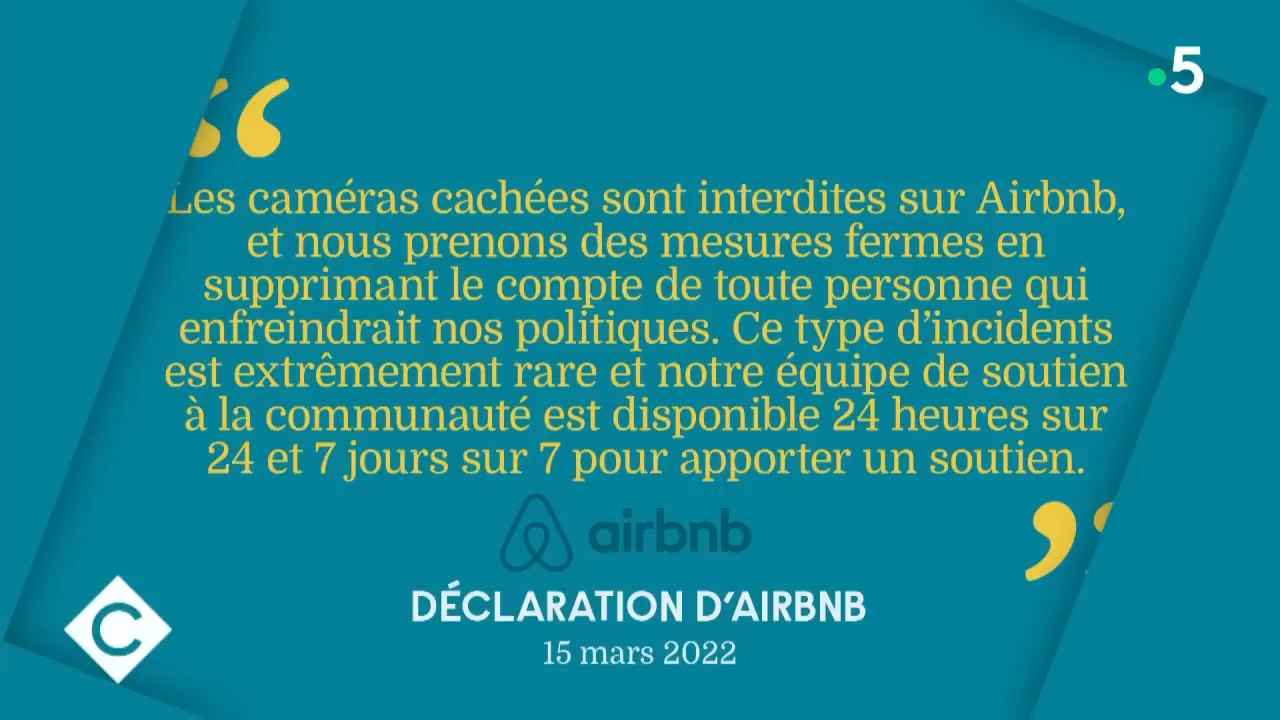 5
“
Les caméras cachées sont interdites sur Airbnb,
et nous prenons des mesures fermes en
supprimant le compte de toute personne qui
enfreindrait nos politiques. Ce type d’incidents
est extrêmement rare et notre équipe de soutien
à la communauté est disponible 24 heures sur
24 et 7 jours sur 7 pour apporter un soutien.
”
airbnb
DÉCLARATION D’AIRBNB
15 mars 2022
C